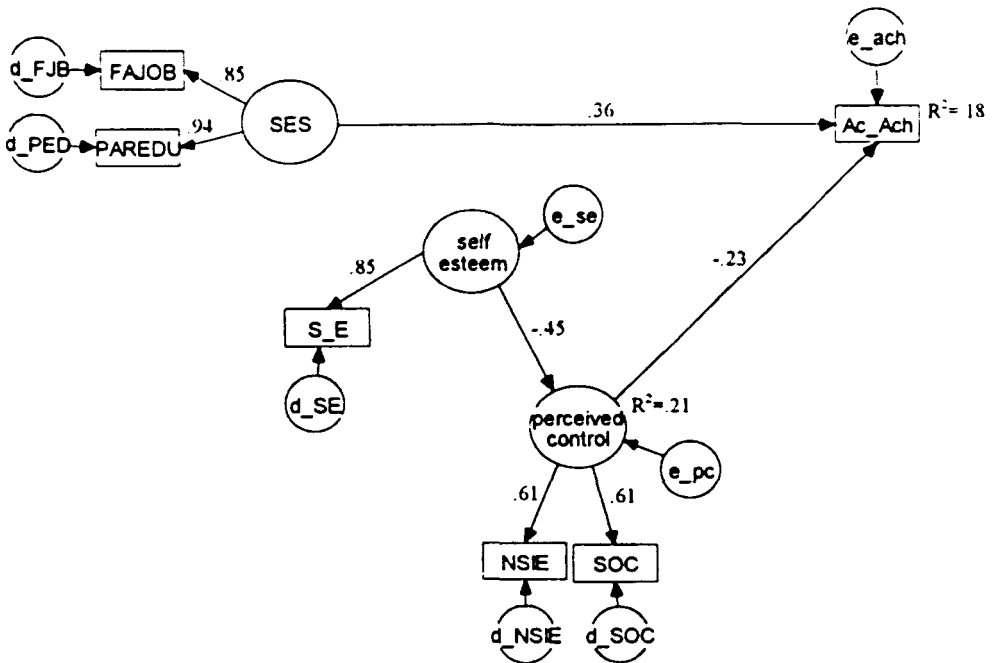 e_ach
d_FJB
FAJOB
.85
SES
.36
Ac_Ach
R²= 18
d_PED
PAREDU
.94
e_se
self
esteem
.85
-.23
S_E
-.45
d_SE
perceived
control
R²=.21
e_pc
.61
.61
NSIE
SOC
d_NSIE
d_SOC